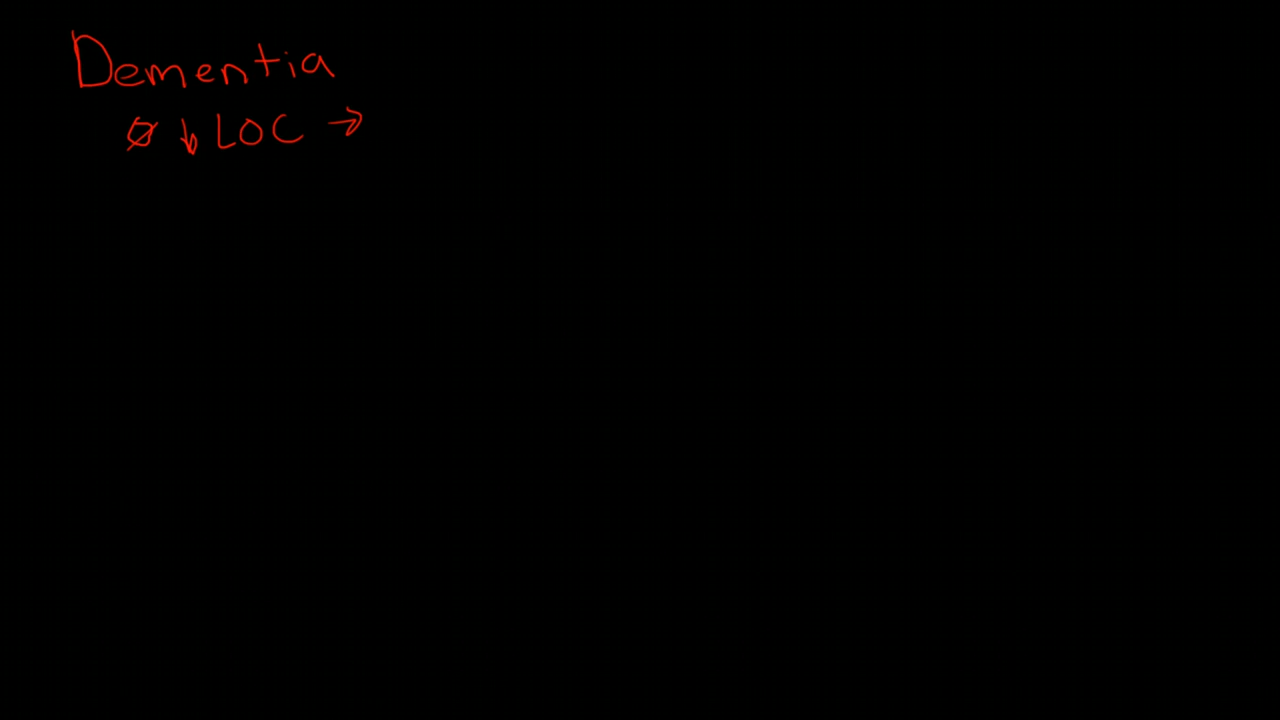 Dementia
∅ ↓ LOC →